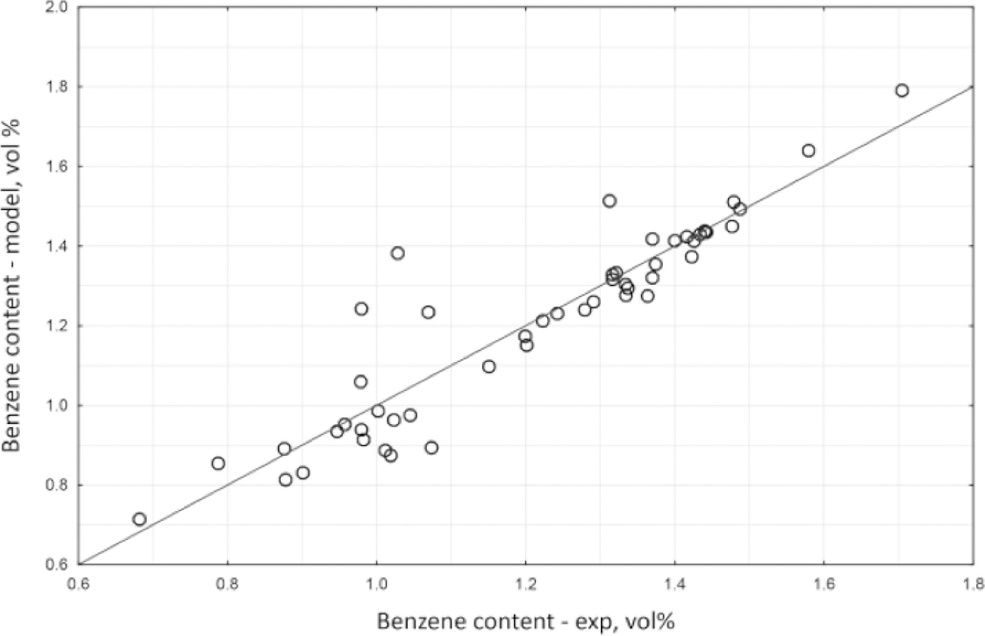 2.0
1.8
1.6
1.4
1.2
1.0
0.8
0.6
0.6 0.8 1.0 1.2 1.4 1.6 1.8
Benzene content - model, vol %
Benzene content - exp, vol%